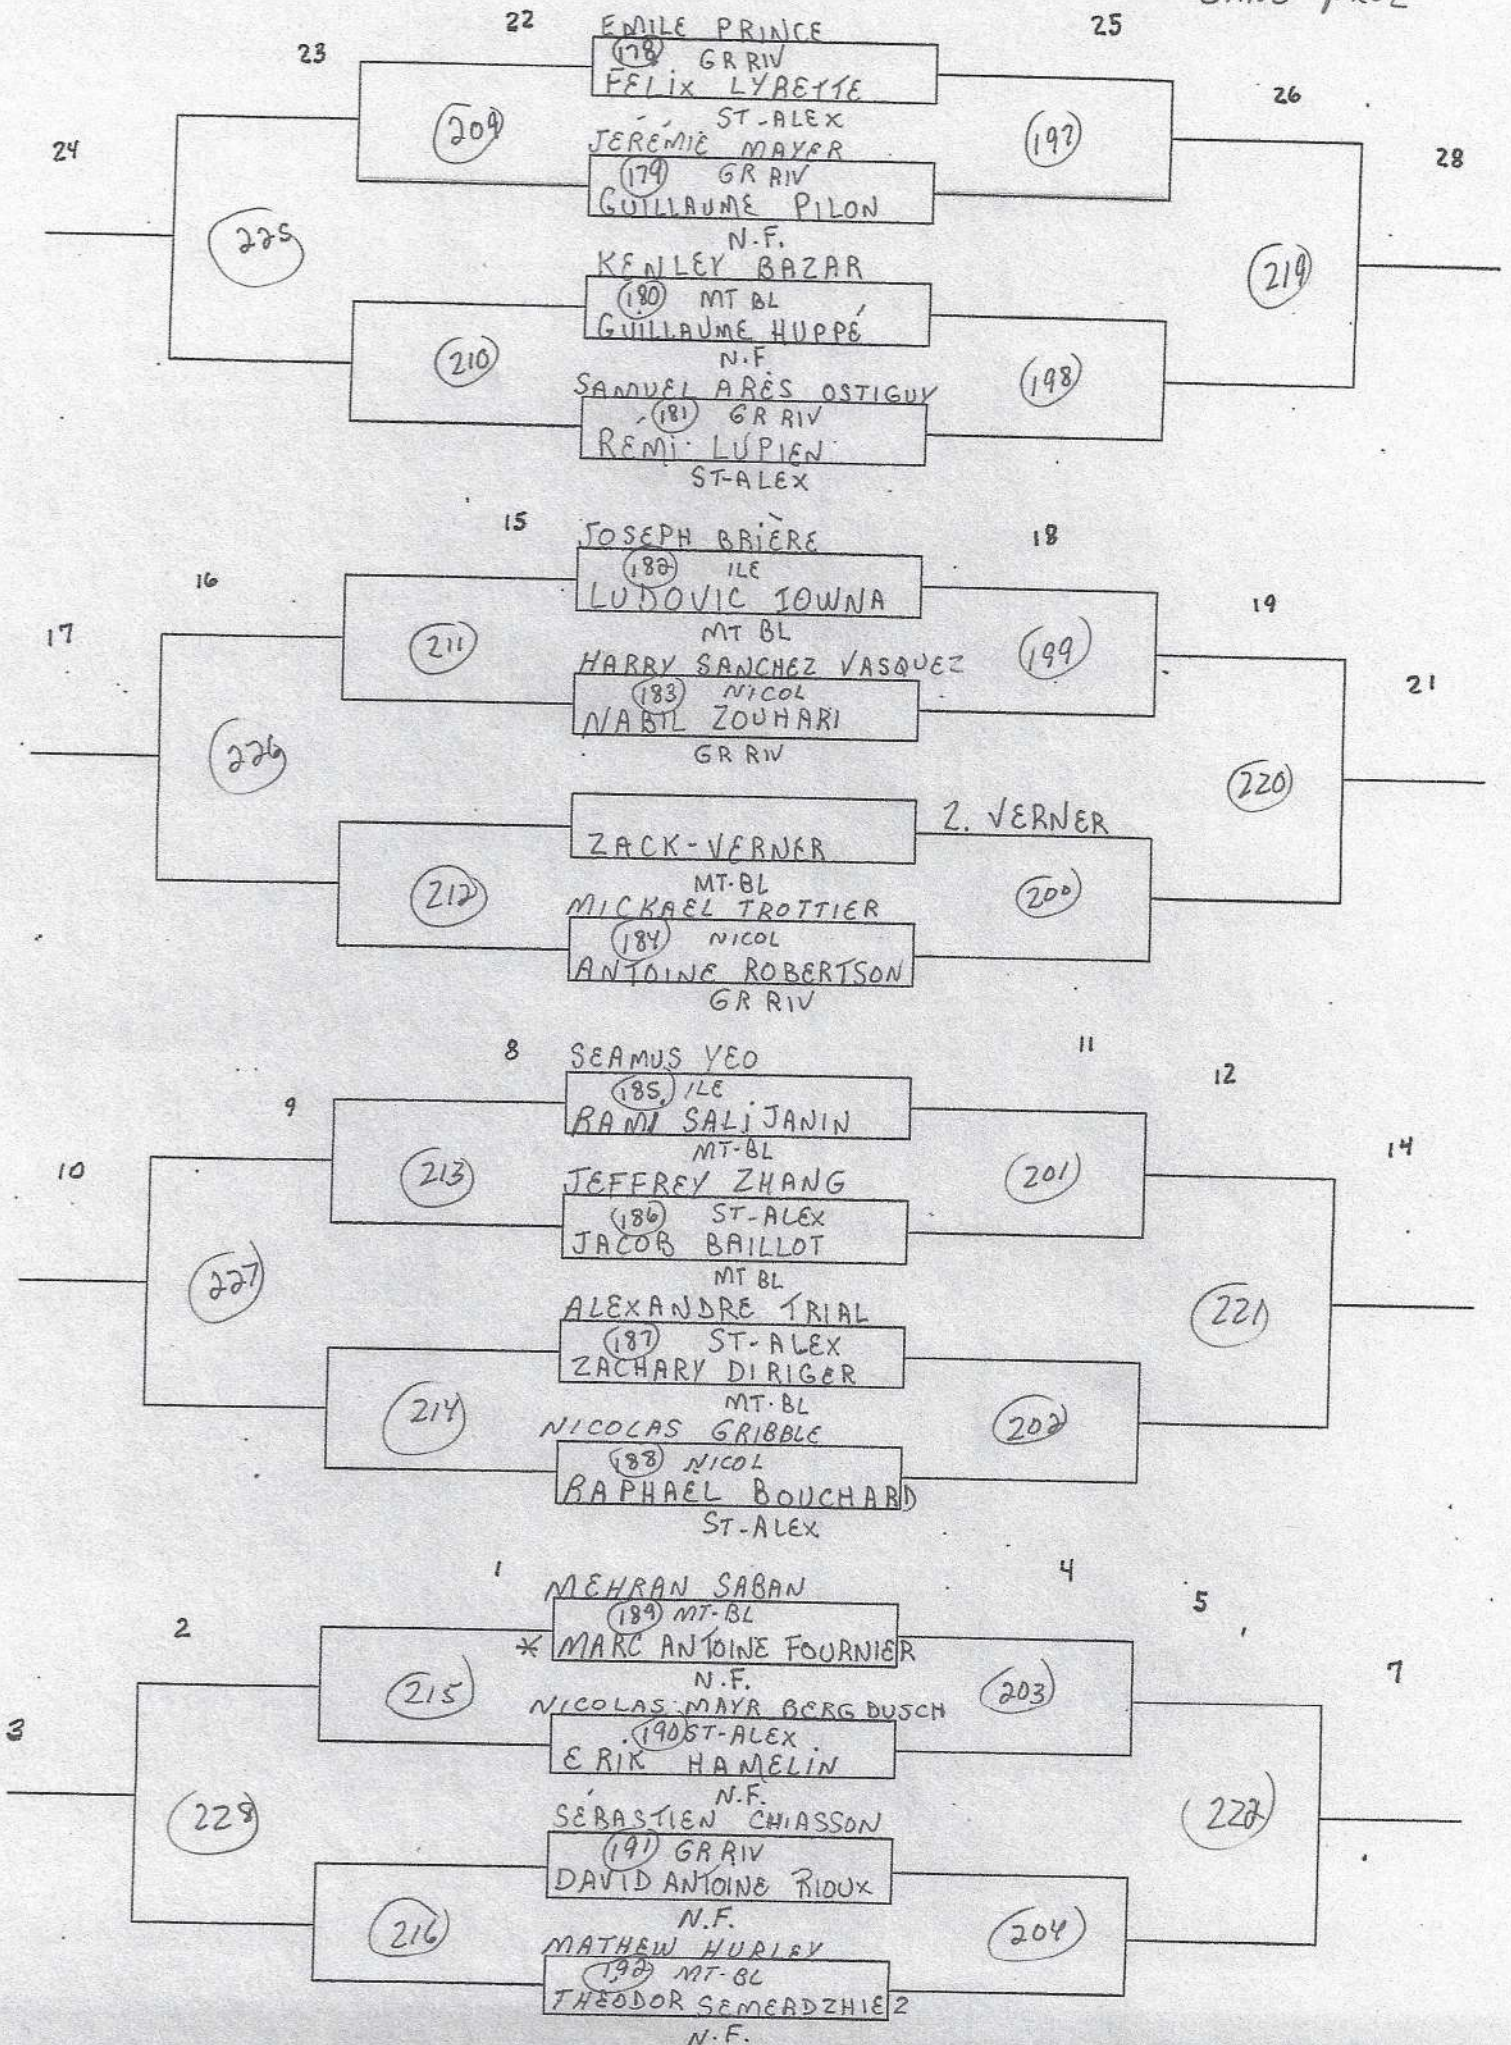 22
EMILE PRINCE
25
23
178 GR RIV
26
FÉLIX LYRETTE
209
ST-ALEX
197
24
JÉRÉMIE MAYER
28
179 GR RIV
GUILLAUME PILON
225
N.F.
219
KENLEY BAZAR
180 MT BL
GUILLAUME HUPPÉ
210
N.F.
198
SAMUEL ARÈS OSTIGUY
181 GR RIV
RÉMI LUPIEN
ST-ALEX
15
JOSEPH BRIÈRE
18
16
182 ILE
19
LUDOVIC IOWNA
17
211
MT BL
199
21
HARRY SANCHEZ VASQUEZ
183 NICOL
NABIL ZOUHARI
226
GR RIV
220
Z. VERNER
ZACK-VERNER
212
MT-BL
200
MICKAEL TROTTIER
184 NICOL
ANTOINE ROBERTSON
GR RIV
8
SEAMUS YEO
11
9
185 ILE
12
RAMI SALIJANIN
10
213
MT-BL
201
14
JEFFREY ZHANG
186 ST-ALEX
JACOB BAILLOT
227
MT BL
221
ALEXANDRE TRIAL
187 ST-ALEX
ZACHARY DIRIGER
214
MT-BL
202
NICOLAS GRIBBLE
188 NICOL
RAPHAEL BOUCHARD
ST-ALEX
1
MEHRAN SABAN
4
2
189 MT-BL
5
* MARC ANTOINE FOURNIER
3
215
N.F.
203
7
NICOLAS MAYR BERGDUSCH
190 ST-ALEX
ERIK HAMELIN
228
N.F.
222
SÉBASTIEN CHIASSON
191 GR RIV
DAVID ANTOINE RIOUX
216
N.F.
204
MATHEW HURLEY
192 MT-BL
THEODOR SEMERDZHIEZ
N.F.